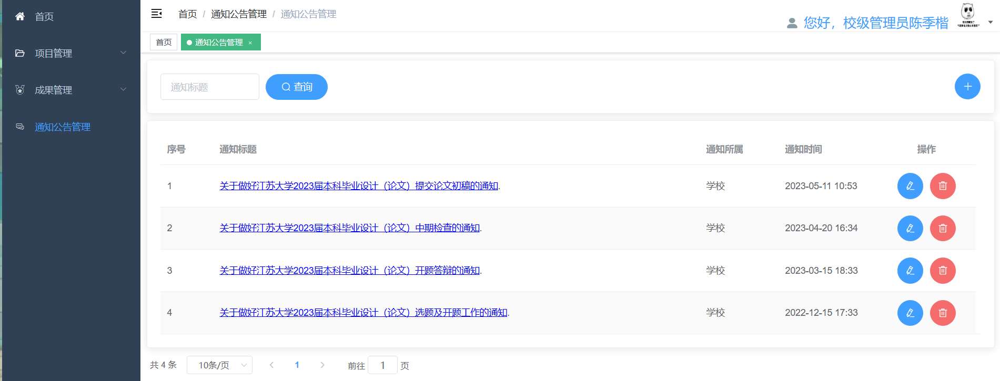 首页
项目管理
成果管理
通知公告管理
首页 / 通知公告管理 / 通知公告管理
您好，校级管理员陈季楷
首页 通知公告管理 ×
通知标题 查询
序号 通知标题 通知所属 通知时间 操作
1 关于做好江苏大学2023届本科毕业设计（论文）提交论文初稿的通知. 学校 2023-05-11 10:53
2 关于做好江苏大学2023届本科毕业设计（论文）中期检查的通知. 学校 2023-04-20 16:34
3 关于做好江苏大学2023届本科毕业设计（论文）开题答辩的通知. 学校 2023-03-15 18:33
4 关于做好江苏大学2023届本科毕业设计（论文）选题及开题工作的通知. 学校 2022-12-15 17:33
共 4 条 10条/页 1 前往 1 页